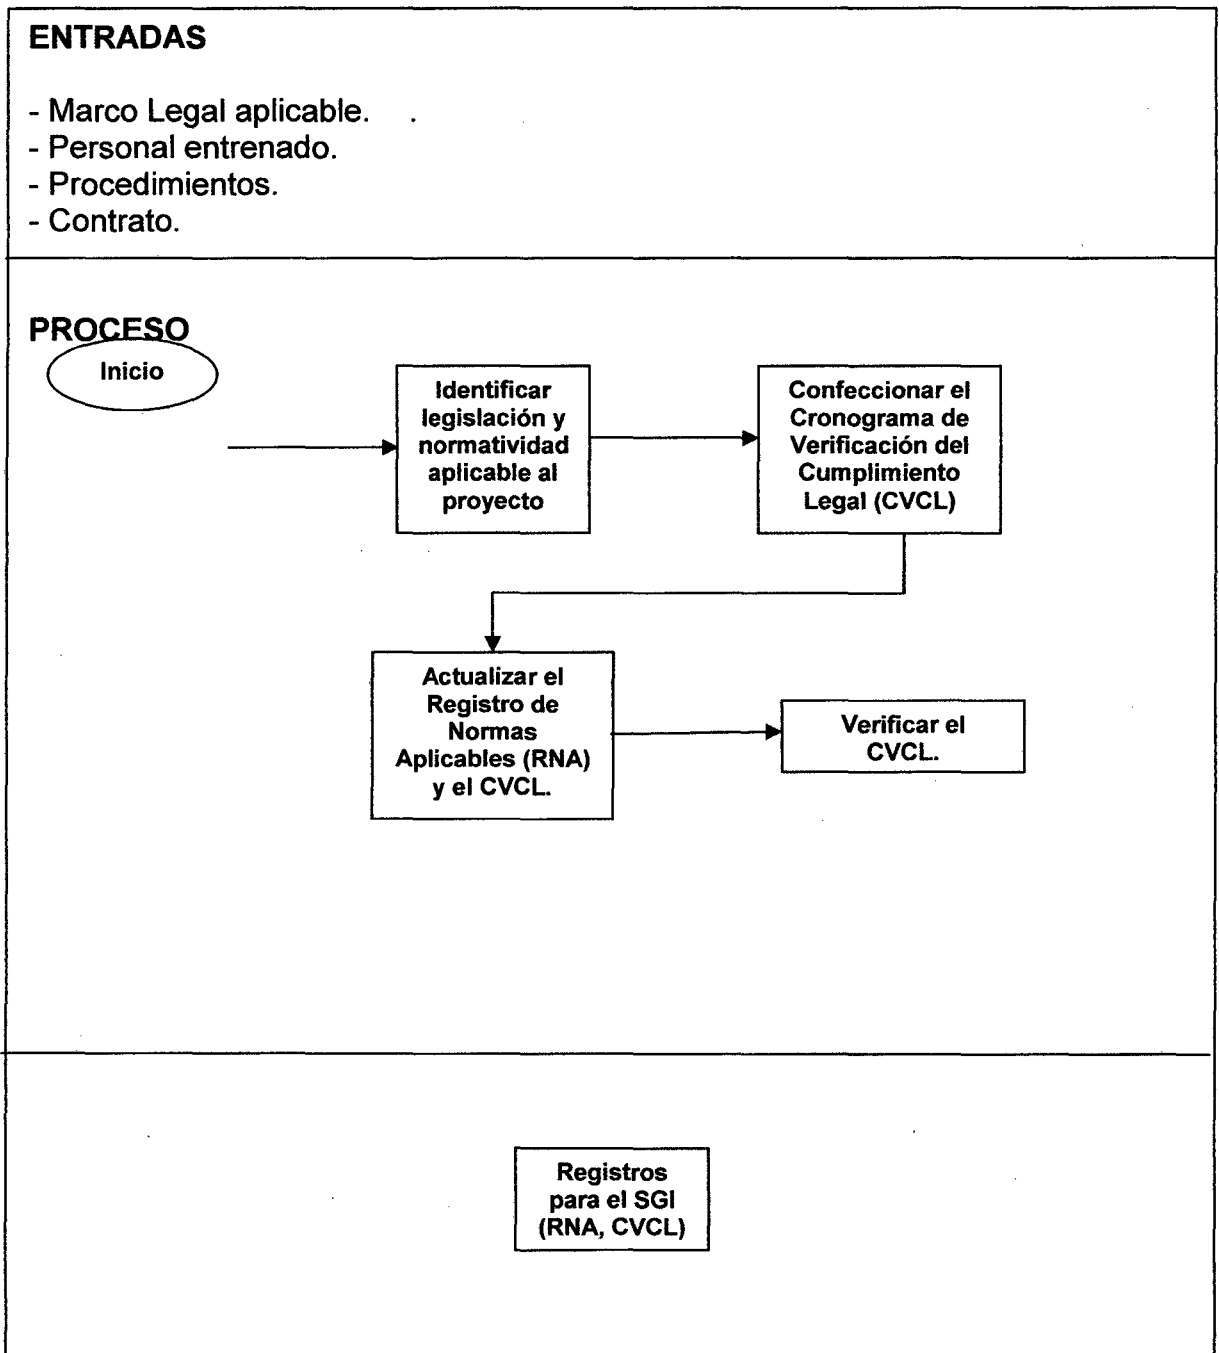 ENTRADAS
- Marco Legal aplicable.
- Personal entrenado.
- Procedimientos.
- Contrato.
PROCESO
Inicio
Identificar
legislación y
normatividad
aplicable al
proyecto
Confeccionar el
Cronograma de
Verificación del
Cumplimiento
Legal (CVCL)
Actualizar el
Registro de
Normas
Aplicables (RNA)
y el CVCL.
Verificar el
CVCL.
Registros
para el SGI
(RNA, CVCL)